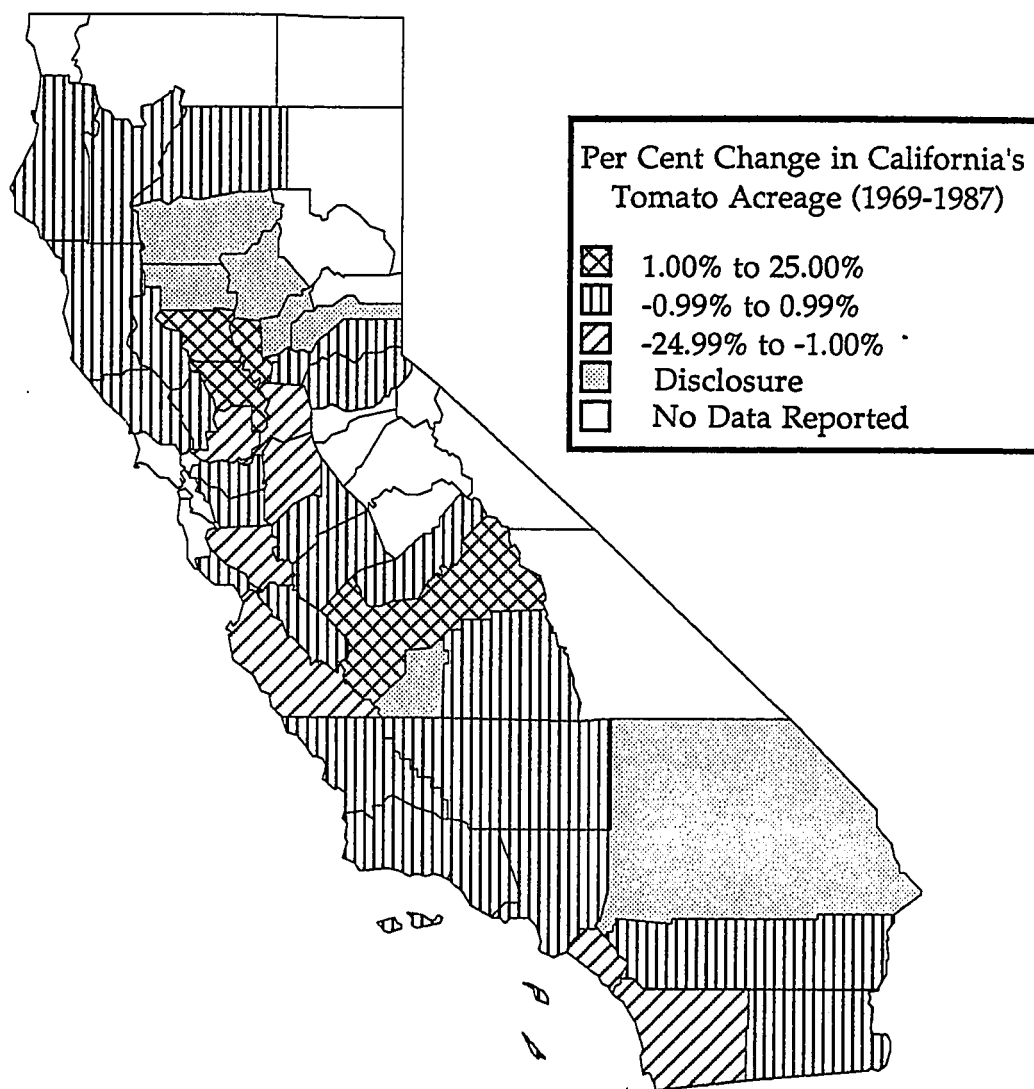 Per Cent Change in California's
Tomato Acreage (1969-1987)
1.00% to 25.00%
-0.99% to 0.99%
-24.99% to -1.00%
Disclosure
No Data Reported